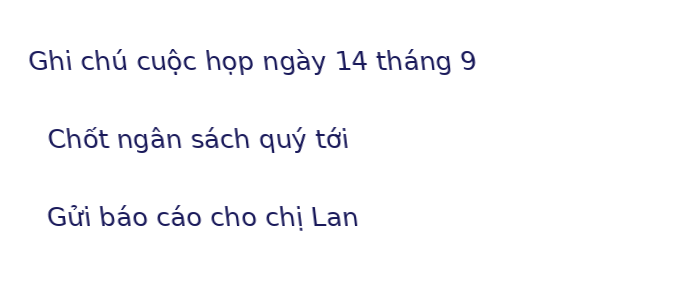 Ghi chú cuộc họp ngày 14 tháng 9
Chốt ngân sách quý tới
Gửi báo cáo cho chị Lan